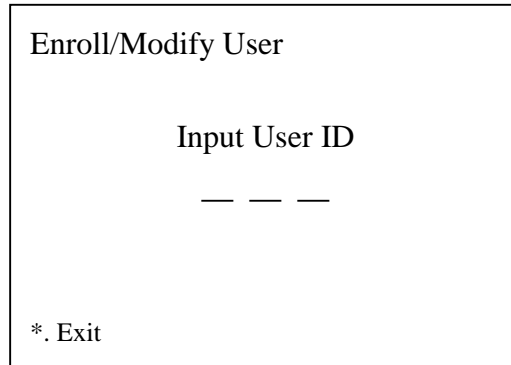 Enroll/Modify User
Input User ID
— — —
*. Exit